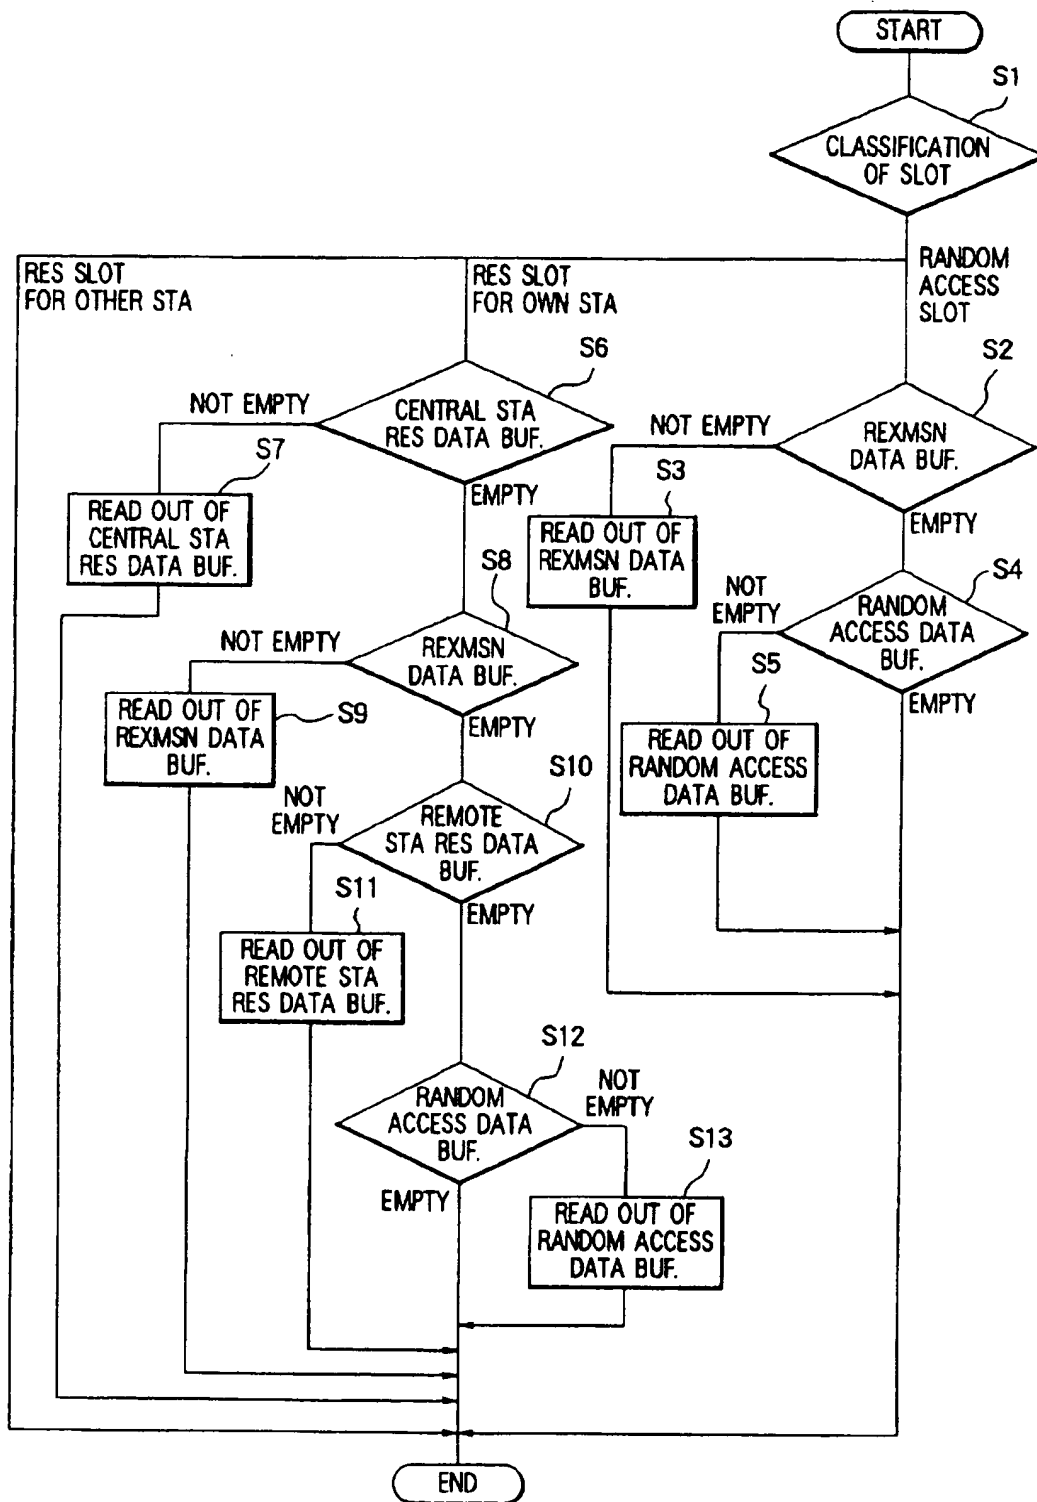 START
S1
CLASSIFICATION
OF SLOT
RES SLOT
FOR OTHER STA
RES SLOT
FOR OWN STA
RANDOM
ACCESS
SLOT
S6
S2
NOT EMPTY
CENTRAL STA
RES DATA BUF.
NOT EMPTY
REXMSN
DATA BUF.
S7
EMPTY
S3
EMPTY
READ OUT OF
CENTRAL STA
RES DATA BUF.
READ OUT OF
REXMSN DATA
BUF.
S8
S4
NOT
EMPTY
RANDOM
ACCESS DATA
BUF.
NOT EMPTY
REXMSN
DATA BUF.
S5
EMPTY
READ OUT OF
REXMSN DATA
BUF.
S9
EMPTY
READ OUT OF
RANDOM ACCESS
DATA BUF.
S10
NOT
EMPTY
REMOTE
STA RES DATA
BUF.
S11
EMPTY
READ OUT OF
REMOTE STA
RES DATA BUF.
S12
RANDOM
ACCESS DATA
BUF.
NOT
EMPTY
S13
EMPTY
READ OUT OF
RANDOM ACCESS
DATA BUF.
END